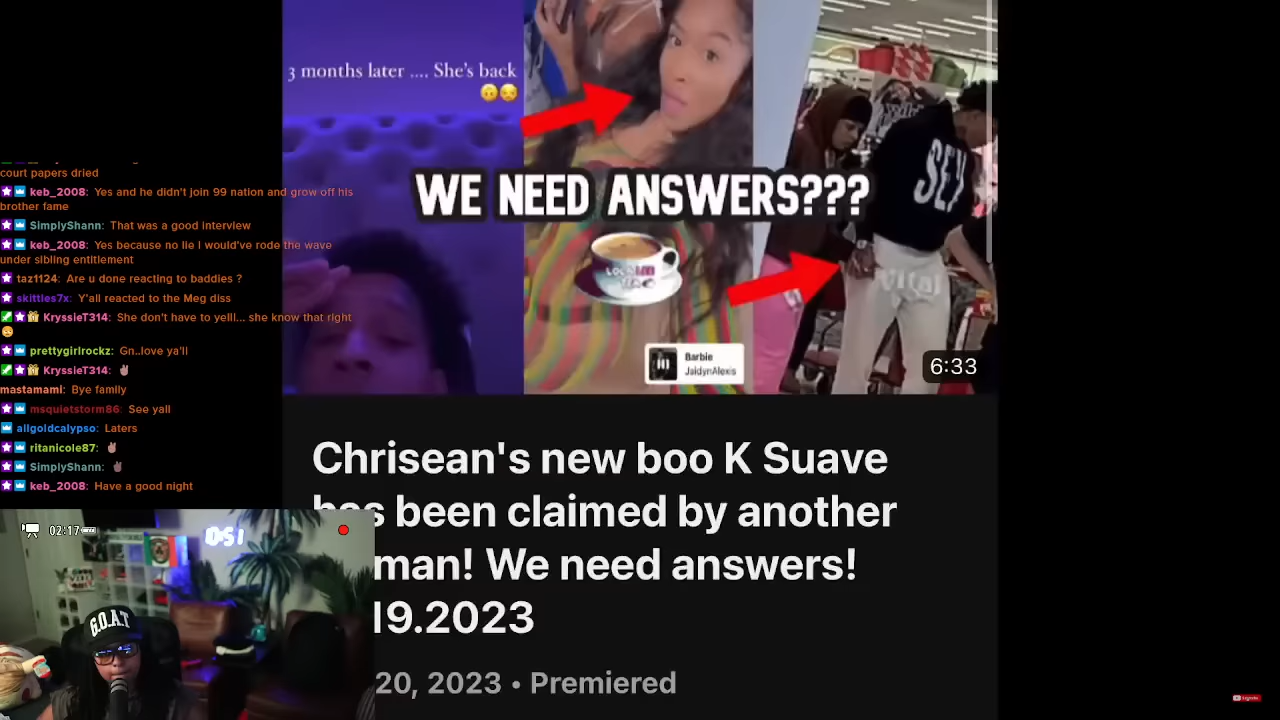 court papers dried
keb_2008: Yes and he didn't join 99 nation and grow off his
brother fame
SimplyShann: That was a good interview
keb_2008: Yes because no lie I would've rode the wave
under sibling entitlement
taz1124: Are u done reacting to baddies ?
skittles7x: Y'all reacted to the Meg diss
KryssieT314: She don't have to yelll... she know that right
prettygirlrockz: Gn..love ya'll
KryssieT314:
mastamami: Bye family
msquietstorm86: See yall
allgoldcalypso: Laters
ritanicole87:
SimplyShann:
keb_2008: Have a good night
3 months later .... She's back
WE NEED ANSWERS???
SEY
Barbie
JaidynAlexis
6:33
Chrisean's new boo K Suave
has been claimed by another
man! We need answers!
19.2023
20, 2023 • Premiered
02:17
0:51
G.O.A.T